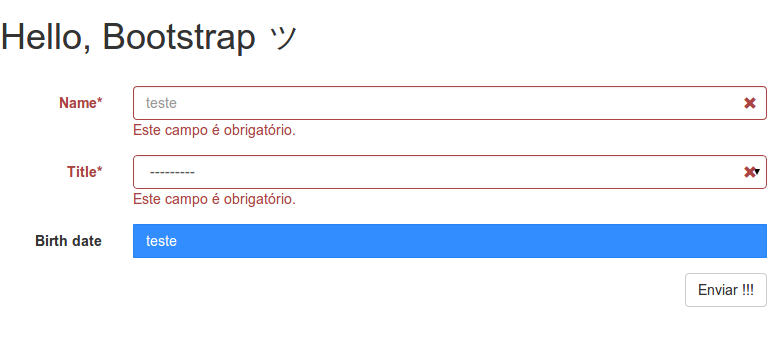 Hello, Bootstrap ツ
Name* teste
Este campo é obrigatório.
Title* ---------
Este campo é obrigatório.
Birth date teste
Enviar !!!